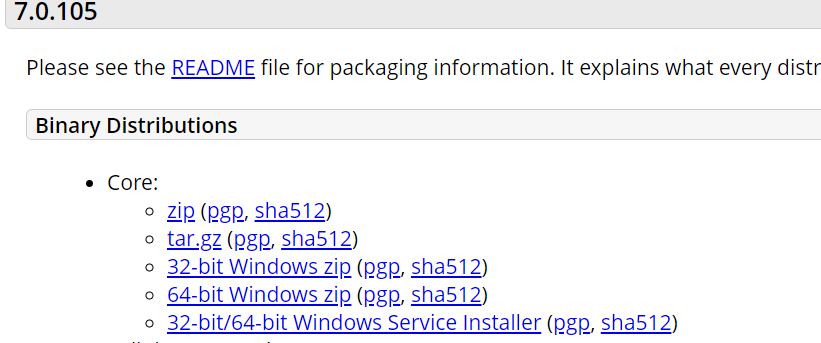 7.0.105
Please see the README file for packaging information. It explains what every distr
Binary Distributions
• Core:
◦ zip (pgp, sha512)
◦ tar.gz (pgp, sha512)
◦ 32-bit Windows zip (pgp, sha512)
◦ 64-bit Windows zip (pgp, sha512)
◦ 32-bit/64-bit Windows Service Installer (pgp, sha512)